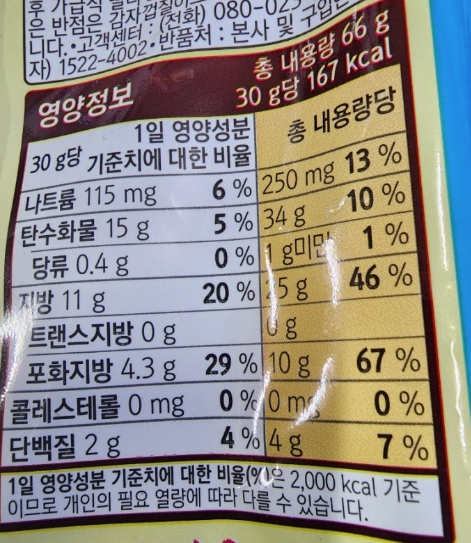 후 가급적
은 반점은 감자껍질이
니다.•고객센터 : (전화) 080-023
자) 1522-4002•반품처 : 본사 및 구입한
영양정보
총 내용량 66 g
30 g당 167 kcal
30 g당 1일 영양성분 기준치에 대한 비율 총 내용량당
나트륨 115 mg 6 % 250 mg 13 %
탄수화물 15 g 5 % 34 g 10 %
당류 0.4 g 0 % 1 g미만 1 %
지방 11 g 20 % 25 g 46 %
트랜스지방 0 g 0 g
포화지방 4.3 g 29 % 10 g 67 %
콜레스테롤 0 mg 0 % 0 mg 0 %
단백질 2 g 4 % 4 g 7 %
1일 영양성분 기준치에 대한 비율(%)은 2,000 kcal 기준
이므로 개인의 필요 열량에 따라 다를 수 있습니다.